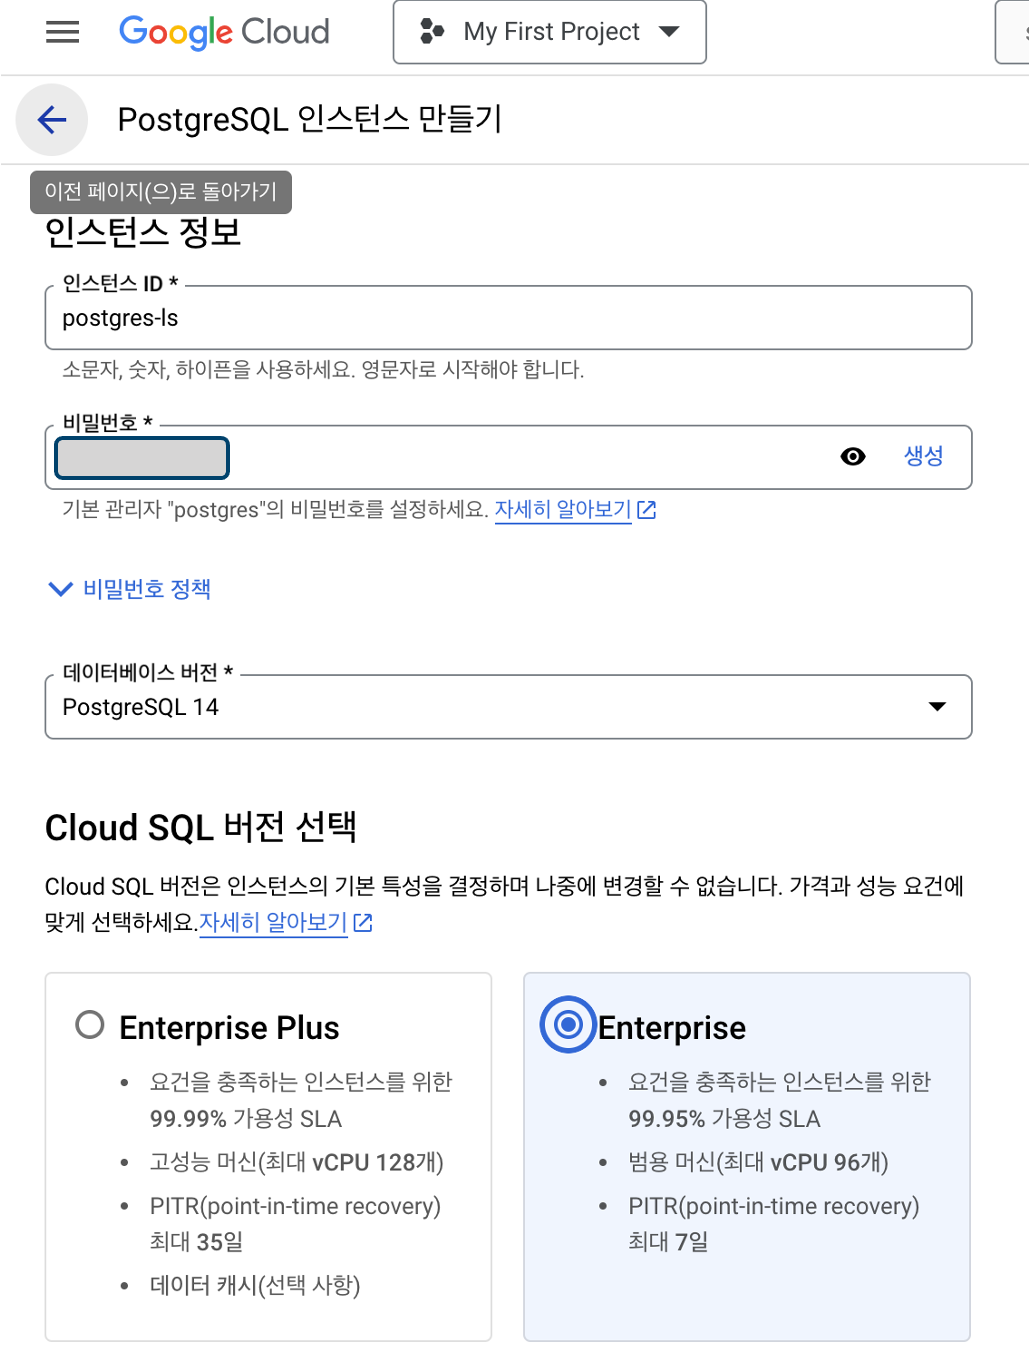 Google Cloud
My First Project
PostgreSQL 인스턴스 만들기
이전 페이지(으)로 돌아가기
인스턴스 정보
인스턴스 ID *
postgres-ls
소문자, 숫자, 하이픈을 사용하세요. 영문자로 시작해야 합니다.
비밀번호 *
생성
기본 관리자 "postgres"의 비밀번호를 설정하세요. 자세히 알아보기
비밀번호 정책
데이터베이스 버전 *
PostgreSQL 14
Cloud SQL 버전 선택
Cloud SQL 버전은 인스턴스의 기본 특성을 결정하며 나중에 변경할 수 없습니다. 가격과 성능 요건에
맞게 선택하세요.자세히 알아보기
Enterprise Plus
• 요건을 충족하는 인스턴스를 위한
99.99% 가용성 SLA
• 고성능 머신(최대 vCPU 128개)
• PITR(point-in-time recovery)
최대 35일
• 데이터 캐시(선택 사항)
Enterprise
• 요건을 충족하는 인스턴스를 위한
99.95% 가용성 SLA
• 범용 머신(최대 vCPU 96개)
• PITR(point-in-time recovery)
최대 7일